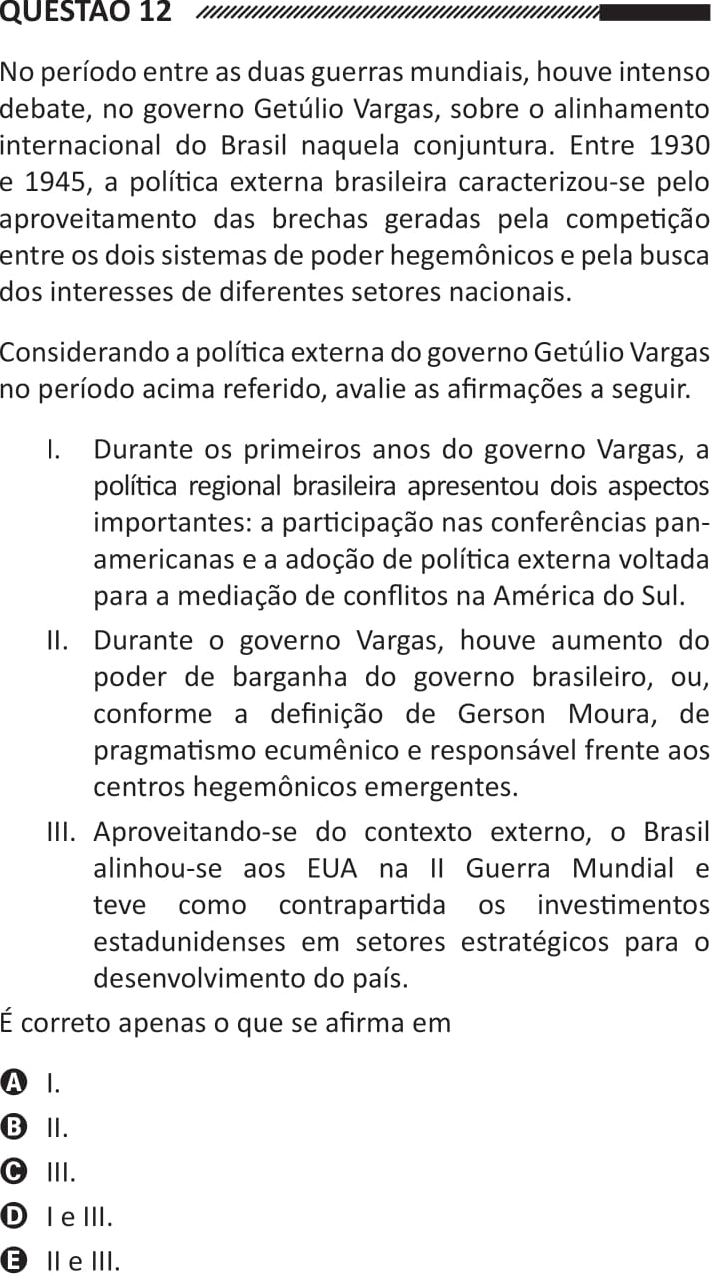 QUESTÃO 12
No período entre as duas guerras mundiais, houve intenso
debate, no governo Getúlio Vargas, sobre o alinhamento
internacional do Brasil naquela conjuntura. Entre 1930
e 1945, a política externa brasileira caracterizou-se pelo
aproveitamento das brechas geradas pela competição
entre os dois sistemas de poder hegemônicos e pela busca
dos interesses de diferentes setores nacionais.
Considerando a política externa do governo Getúlio Vargas
no período acima referido, avalie as afirmações a seguir.
I. Durante os primeiros anos do governo Vargas, a
política regional brasileira apresentou dois aspectos
importantes: a participação nas conferências pan-
americanas e a adoção de política externa voltada
para a mediação de conflitos na América do Sul.
II. Durante o governo Vargas, houve aumento do
poder de barganha do governo brasileiro, ou,
conforme a definição de Gerson Moura, de
pragmatismo ecumênico e responsável frente aos
centros hegemônicos emergentes.
III. Aproveitando-se do contexto externo, o Brasil
alinhou-se aos EUA na II Guerra Mundial e
teve como contrapartida os investimentos
estadunidenses em setores estratégicos para o
desenvolvimento do país.
É correto apenas o que se afirma em
A I.
B II.
C III.
D I e III.
E II e III.